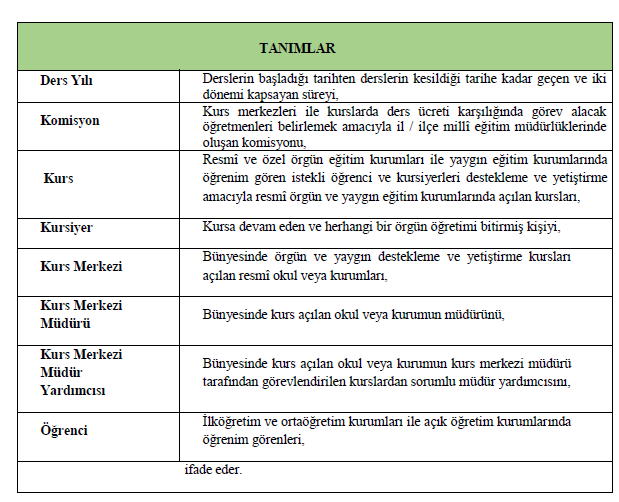 TANIMLAR
Ders Yılı
Derslerin başladığı tarihten derslerin kesildiği tarihe kadar geçen ve iki
dönemi kapsayan süreyi,
Komisyon
Kurs merkezleri ile kurslarda ders ücreti karşılığında görev alacak
öğretmenleri belirlemek amacıyla il / ilçe millî eğitim müdürlüklerinde
oluşan komisyonu,
Kurs
Resmî ve özel örgün eğitim kurumları ile yaygın eğitim kurumlarında
öğrenim gören istekli öğrenci ve kursiyerleri destekleme ve yetiştirme
amacıyla resmî örgün ve yaygın eğitim kurumlarında açılan kursları,
Kursiyer
Kursa devam eden ve herhangi bir örgün öğretimi bitirmiş kişiyi,
Kurs Merkezi
Bünyesinde örgün ve yaygın destekleme ve yetiştirme kursları
açılan resmî okul veya kurumları,
Kurs Merkezi
Müdürü
Bünyesinde kurs açılan okul veya kurumun müdürünü,
Kurs Merkezi
Müdür
Yardımcısı
Bünyesinde kurs açılan okul veya kurumun kurs merkezi müdürü
tarafından görevlendirilen kurslardan sorumlu müdür yardımcısını,
Öğrenci
İlköğretim ve ortaöğretim kurumları ile açık öğretim kurumlarında
öğrenim görenleri,
ifade eder.